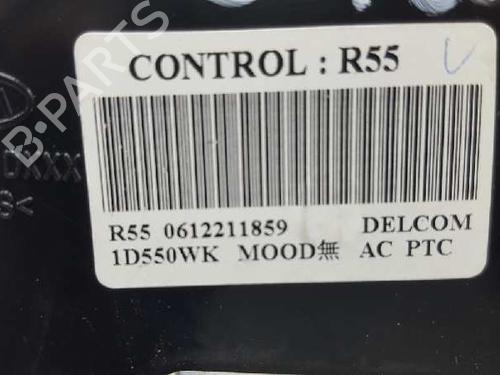 CONTROL : R55
R55 0612211859 DELCOM
1D550WK MOOD無 AC PTC
B-PARTS